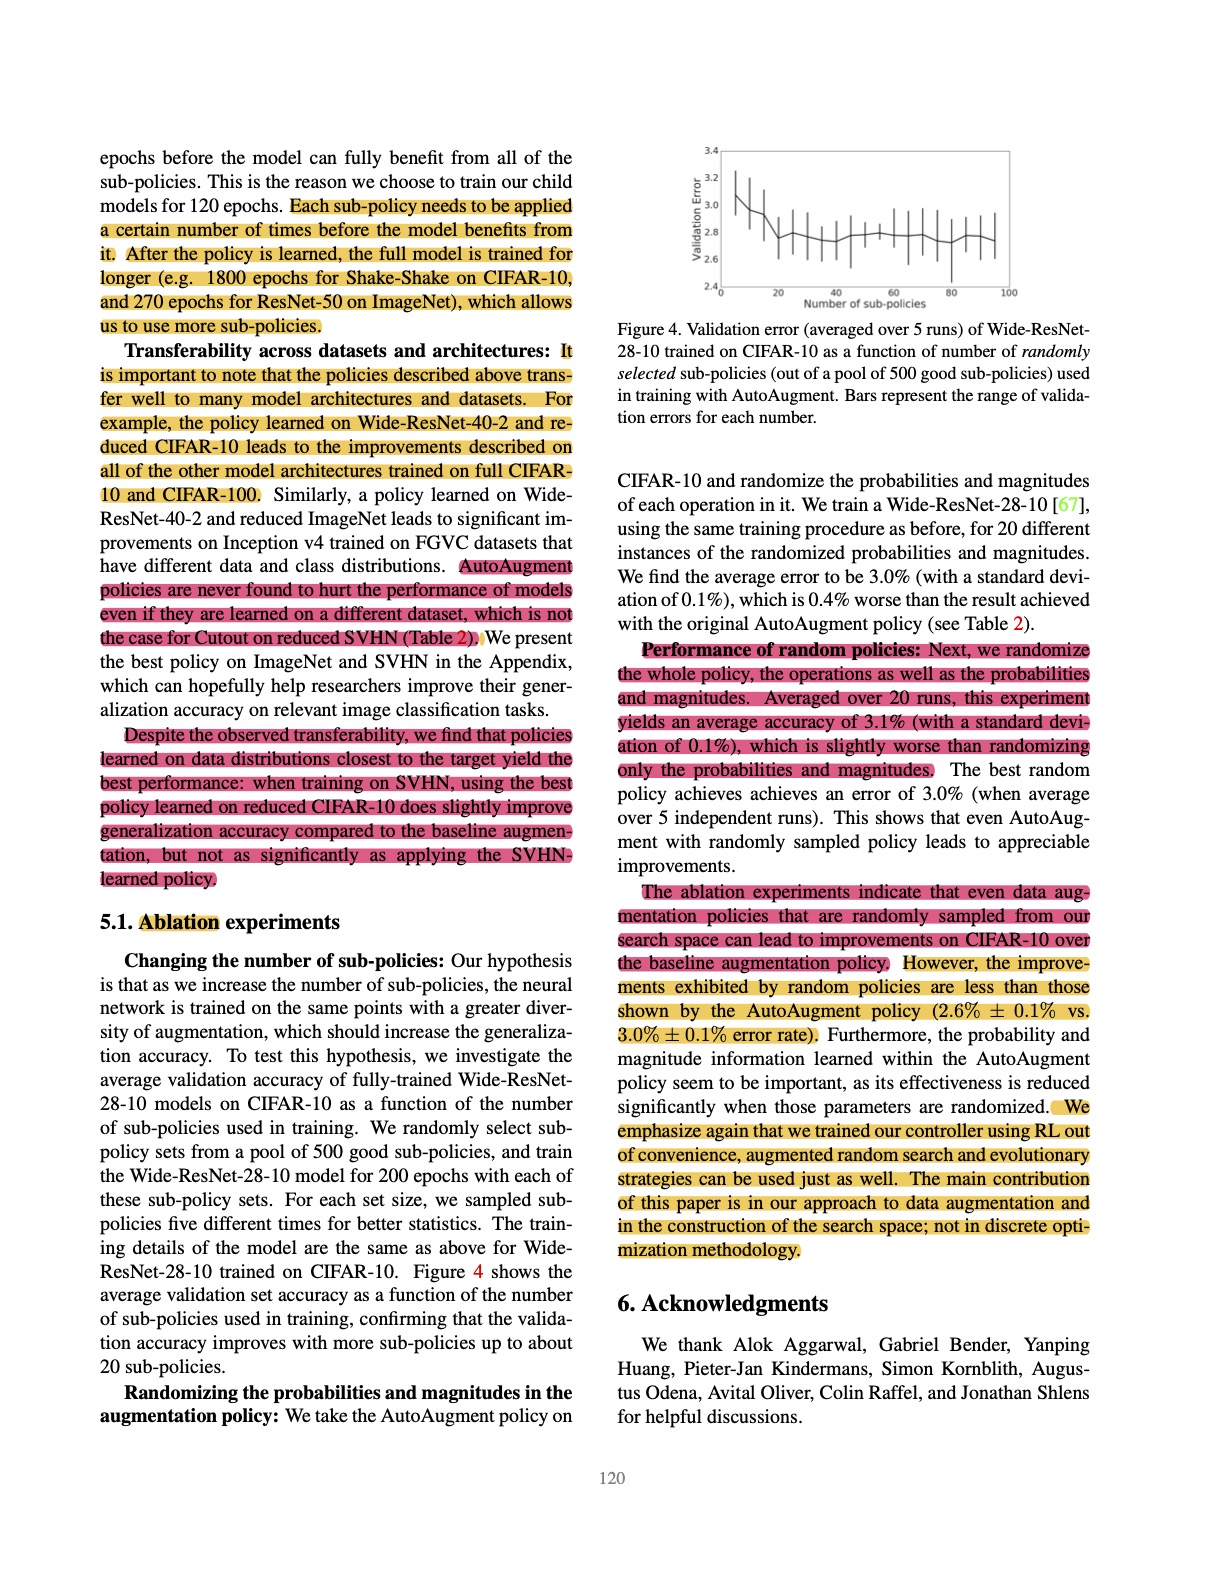 epochs before the model can fully benefit from all of the
sub-policies. This is the reason we choose to train our child
models for 120 epochs. Each sub-policy needs to be applied
a certain number of times before the model benefits from
it. After the policy is learned, the full model is trained for
longer (e.g. 1800 epochs for Shake-Shake on CIFAR-10,
and 270 epochs for ResNet-50 on ImageNet), which allows
us to use more sub-policies.
Transferability across datasets and architectures: It
is important to note that the policies described above trans-
fer well to many model architectures and datasets. For
example, the policy learned on Wide-ResNet-40-2 and re-
duced CIFAR-10 leads to the improvements described on
all of the other model architectures trained on full CIFAR-
10 and CIFAR-100. Similarly, a policy learned on Wide-
ResNet-40-2 and reduced ImageNet leads to significant im-
provements on Inception v4 trained on FGVC datasets that
have different data and class distributions. AutoAugment
policies are never found to hurt the performance of models
even if they are learned on a different dataset, which is not
the case for Cutout on reduced SVHN (Table 2). We present
the best policy on ImageNet and SVHN in the Appendix,
which can hopefully help researchers improve their gener-
alization accuracy on relevant image classification tasks.
Despite the observed transferability, we find that policies
learned on data distributions closest to the target yield the
best performance: when training on SVHN, using the best
policy learned on reduced CIFAR-10 does slightly improve
generalization accuracy compared to the baseline augmen-
tation, but not as significantly as applying the SVHN-
learned policy.
5.1. Ablation experiments
Changing the number of sub-policies: Our hypothesis
is that as we increase the number of sub-policies, the neural
network is trained on the same points with a greater diver-
sity of augmentation, which should increase the generaliza-
tion accuracy. To test this hypothesis, we investigate the
average validation accuracy of fully-trained Wide-ResNet-
28-10 models on CIFAR-10 as a function of the number
of sub-policies used in training. We randomly select sub-
policy sets from a pool of 500 good sub-policies, and train
the Wide-ResNet-28-10 model for 200 epochs with each of
these sub-policy sets. For each set size, we sampled sub-
policies five different times for better statistics. The train-
ing details of the model are the same as above for Wide-
ResNet-28-10 trained on CIFAR-10. Figure 4 shows the
average validation set accuracy as a function of the number
of sub-policies used in training, confirming that the valida-
tion accuracy improves with more sub-policies up to about
20 sub-policies.
Randomizing the probabilities and magnitudes in the
augmentation policy: We take the AutoAugment policy on
3.4
3.2
3.0
2.8
2.6
2.4
Validation Error
0 20 40 60 80 100
Number of sub-policies
Figure 4. Validation error (averaged over 5 runs) of Wide-ResNet-
28-10 trained on CIFAR-10 as a function of number of randomly
selected sub-policies (out of a pool of 500 good sub-policies) used
in training with AutoAugment. Bars represent the range of valida-
tion errors for each number.
CIFAR-10 and randomize the probabilities and magnitudes
of each operation in it. We train a Wide-ResNet-28-10 [67],
using the same training procedure as before, for 20 different
instances of the randomized probabilities and magnitudes.
We find the average error to be 3.0% (with a standard devi-
ation of 0.1%), which is 0.4% worse than the result achieved
with the original AutoAugment policy (see Table 2).
Performance of random policies: Next, we randomize
the whole policy, the operations as well as the probabilities
and magnitudes. Averaged over 20 runs, this experiment
yields an average accuracy of 3.1% (with a standard devi-
ation of 0.1%), which is slightly worse than randomizing
only the probabilities and magnitudes. The best random
policy achieves achieves an error of 3.0% (when average
over 5 independent runs). This shows that even AutoAug-
ment with randomly sampled policy leads to appreciable
improvements.
The ablation experiments indicate that even data aug-
mentation policies that are randomly sampled from our
search space can lead to improvements on CIFAR-10 over
the baseline augmentation policy. However, the improve-
ments exhibited by random policies are less than those
shown by the AutoAugment policy (2.6% ± 0.1% vs.
3.0% ± 0.1% error rate). Furthermore, the probability and
magnitude information learned within the AutoAugment
policy seem to be important, as its effectiveness is reduced
significantly when those parameters are randomized. We
emphasize again that we trained our controller using RL out
of convenience, augmented random search and evolutionary
strategies can be used just as well. The main contribution
of this paper is in our approach to data augmentation and
in the construction of the search space; not in discrete opti-
mization methodology.
6. Acknowledgments
We thank Alok Aggarwal, Gabriel Bender, Yanping
Huang, Pieter-Jan Kindermans, Simon Kornblith, Augus-
tus Odena, Avital Oliver, Colin Raffel, and Jonathan Shlens
for helpful discussions.
120